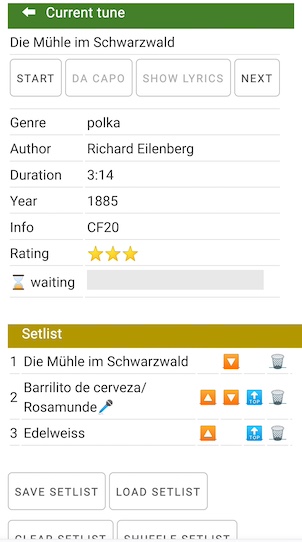 Current tune
Die Mühle im Schwarzwald
START DA CAPO SHOW LYRICS NEXT
Genre polka
Author Richard Eilenberg
Duration 3:14
Year 1885
Info CF20
Rating
waiting
Setlist
1 Die Mühle im Schwarzwald
2 Barrilito de cerveza/
Rosamunde
TOP
3 Edelweiss TOP
SAVE SETLIST LOAD SETLIST
CLEAR SETLIST SHUFFLE SETLIST